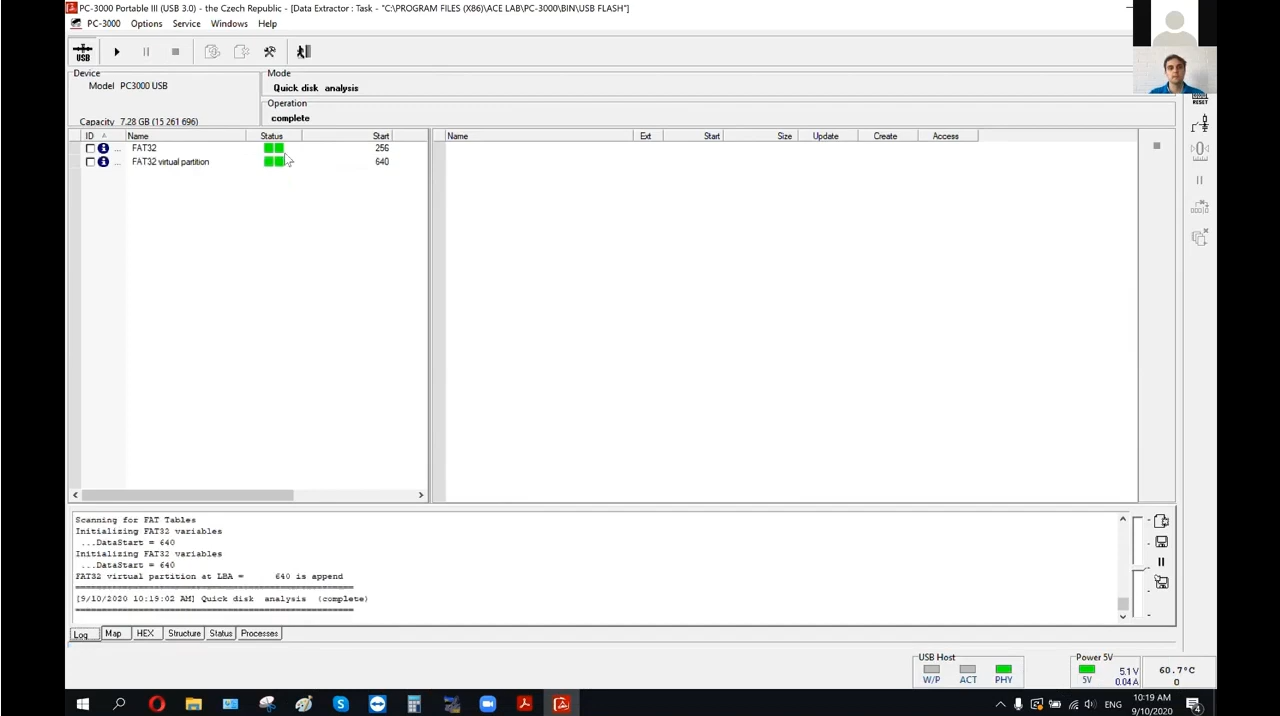 PC-3000 Portable III (USB 3.0) - the Czech Republic - [Data Extractor : Task - "C:\PROGRAM FILES (X86)\ACE LAB\PC-3000\BIN\USB FLASH"]
PC-3000 Options Service Windows Help
USB
Device
Model PC3000 USB
Capacity 7.28 GB (15 261 696)
Mode
Quick disk analysis
Operation
complete
RESET
ID Name Status Start
FAT32 256
FAT32 virtual partition 640
Name Ext Start Size Update Create Access
Scanning for FAT Tables
Initializing FAT32 variables
...DataStart = 640
Initializing FAT32 variables
...DataStart = 640
FAT32 virtual partition at LBA = 640 is append
[9/10/2020 10:19:02 AM] Quick disk analysis (complete)
Log Map HEX Structure Status Processes
USB Host
W/P ACT PHY
Power 5V
5V 5.1 V
0.04 A
60.7°C
0
ENG
10:19 AM
9/10/2020
4